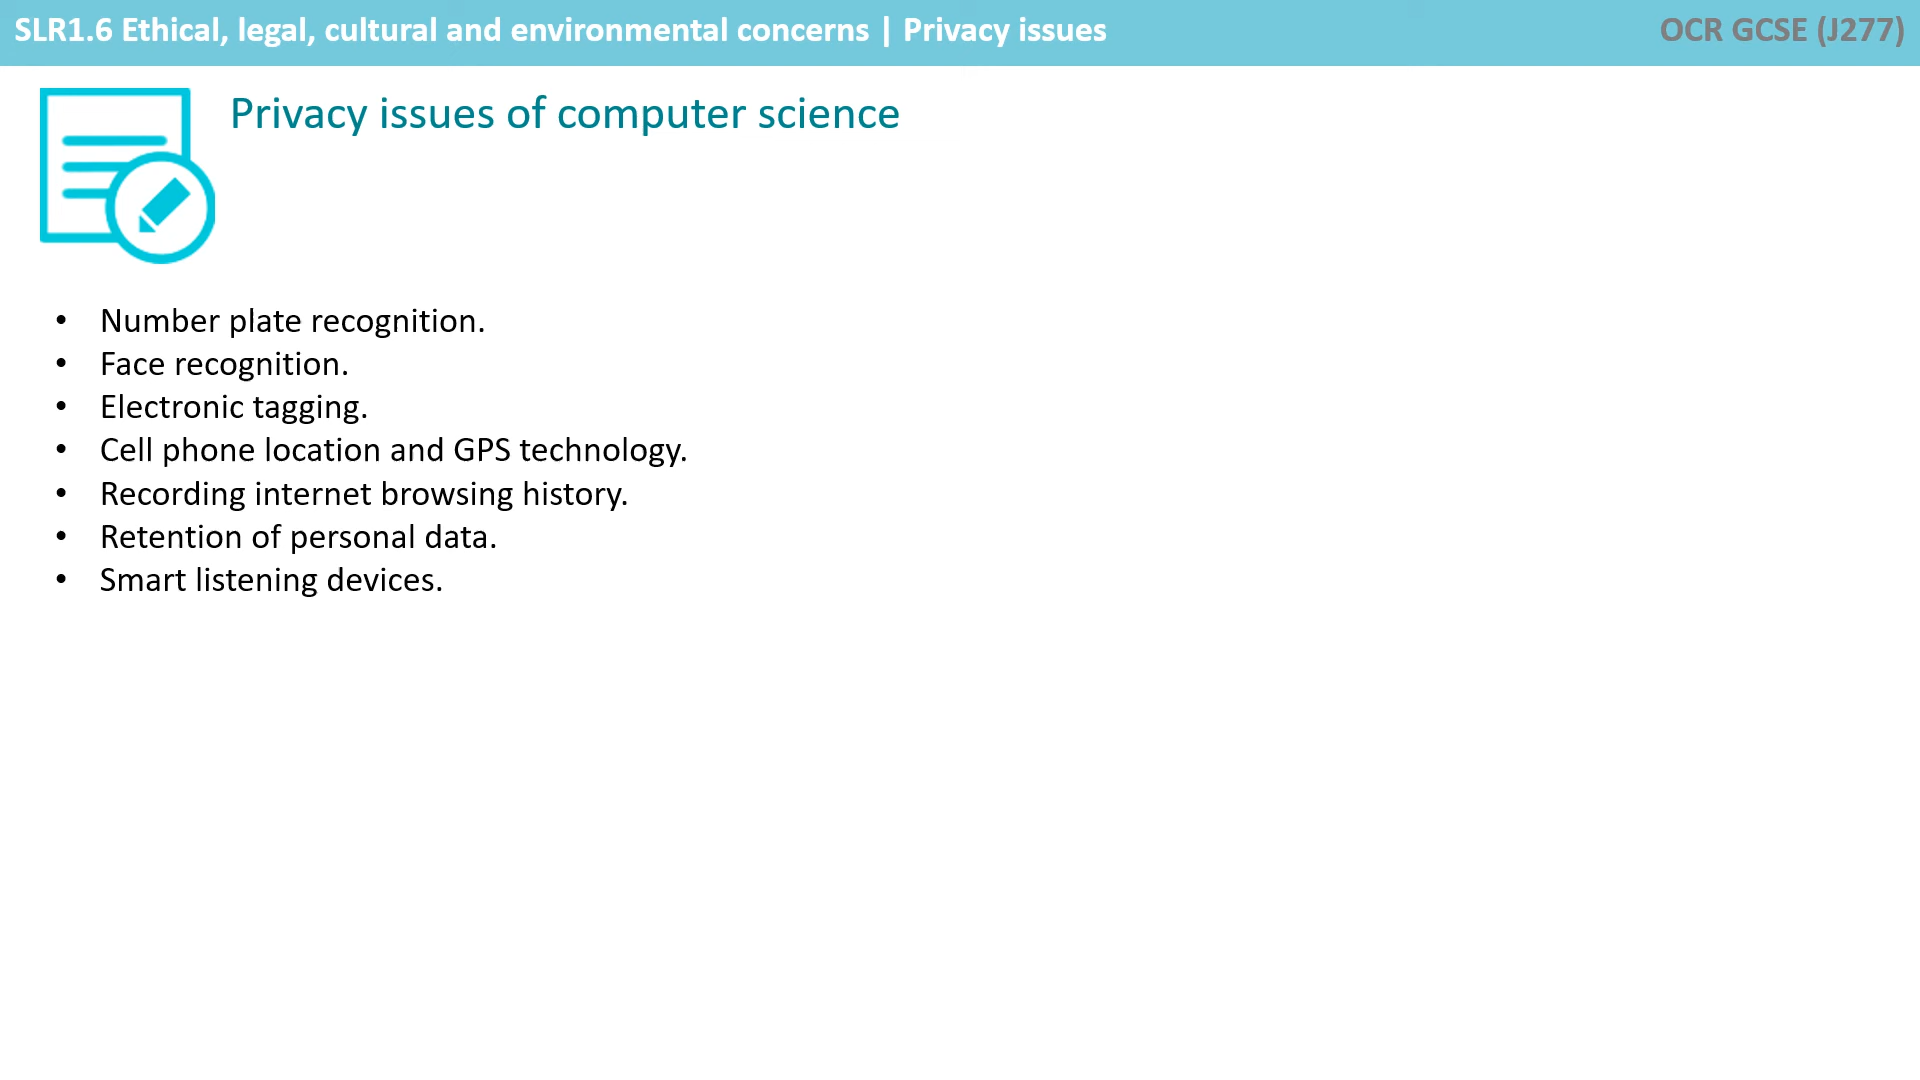 SLR1.6 Ethical, legal, cultural and environmental concerns | Privacy issues
OCR GCSE (J277)
Privacy issues of computer science
• Number plate recognition.
• Face recognition.
• Electronic tagging.
• Cell phone location and GPS technology.
• Recording internet browsing history.
• Retention of personal data.
• Smart listening devices.